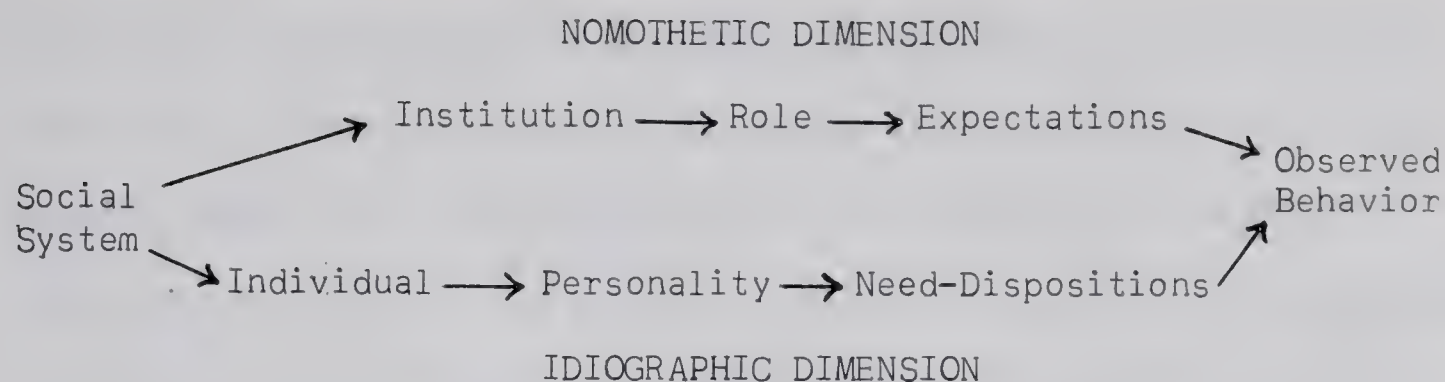 NOMOTHETIC DIMENSION
Institution → Role → Expectations
Social
System
Observed
Behavior
Individual → Personality → Need-Dispositions
IDIOGRAPHIC DIMENSION